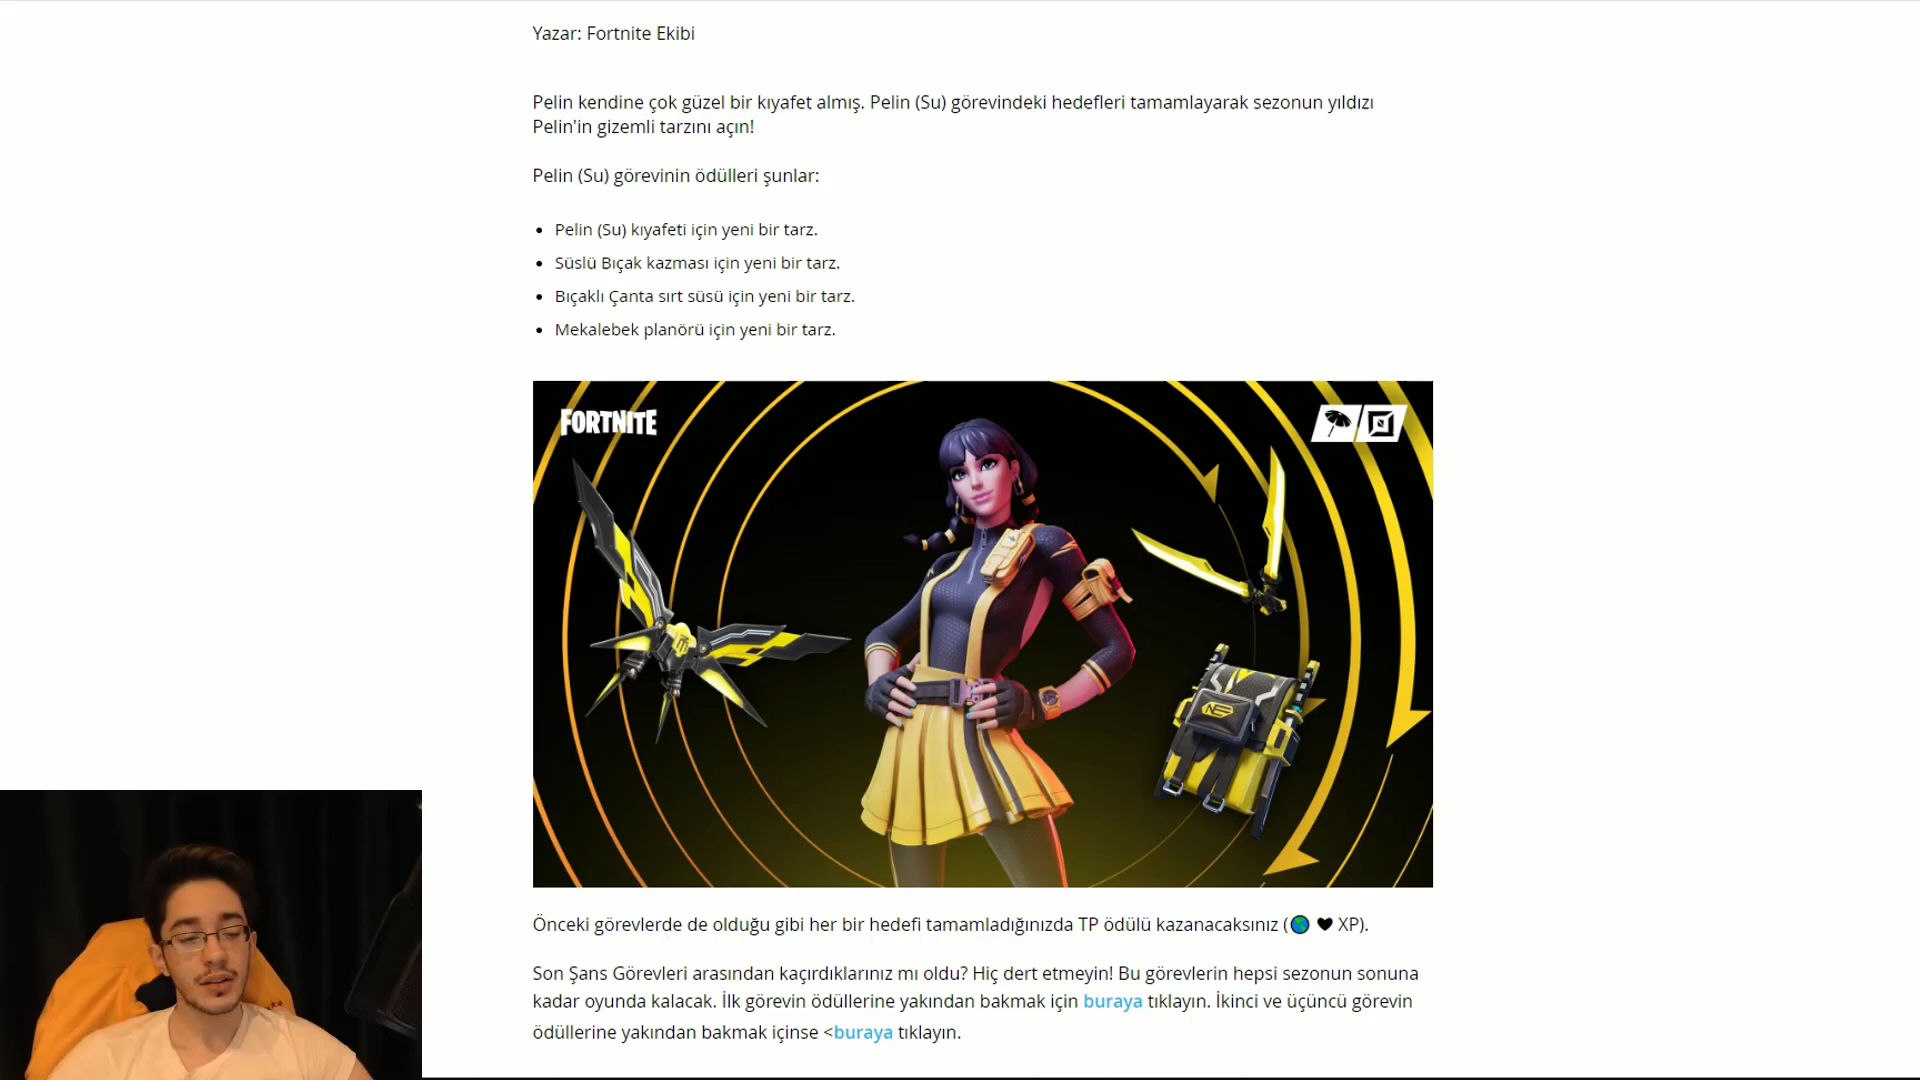 Yazar: Fortnite Ekibi
Pelin kendine çok güzel bir kıyafet almış. Pelin (Su) görevindeki hedefleri tamamlayarak sezonun yıldızı
Pelin'in gizemli tarzını açın!
Pelin (Su) görevinin ödülleri şunlar:
Pelin (Su) kıyafeti için yeni bir tarz.
Süslü Bıçak kazması için yeni bir tarz.
Bıçaklı Çanta sırt süsü için yeni bir tarz.
Mekalebek planörü için yeni bir tarz.
FORTNITE
Önceki görevlerde de olduğu gibi her bir hedefi tamamladığınızda TP ödülü kazanacaksınız (🌎 ♥ XP).
Son Şans Görevleri arasından kaçırdıklarınız mı oldu? Hiç dert etmeyin! Bu görevlerin hepsi sezonun sonuna
kadar oyunda kalacak. İlk görevin ödüllerine yakından bakmak için buraya tıklayın. İkinci ve üçüncü görevin
ödüllerine yakından bakmak içinse <buraya tıklayın.